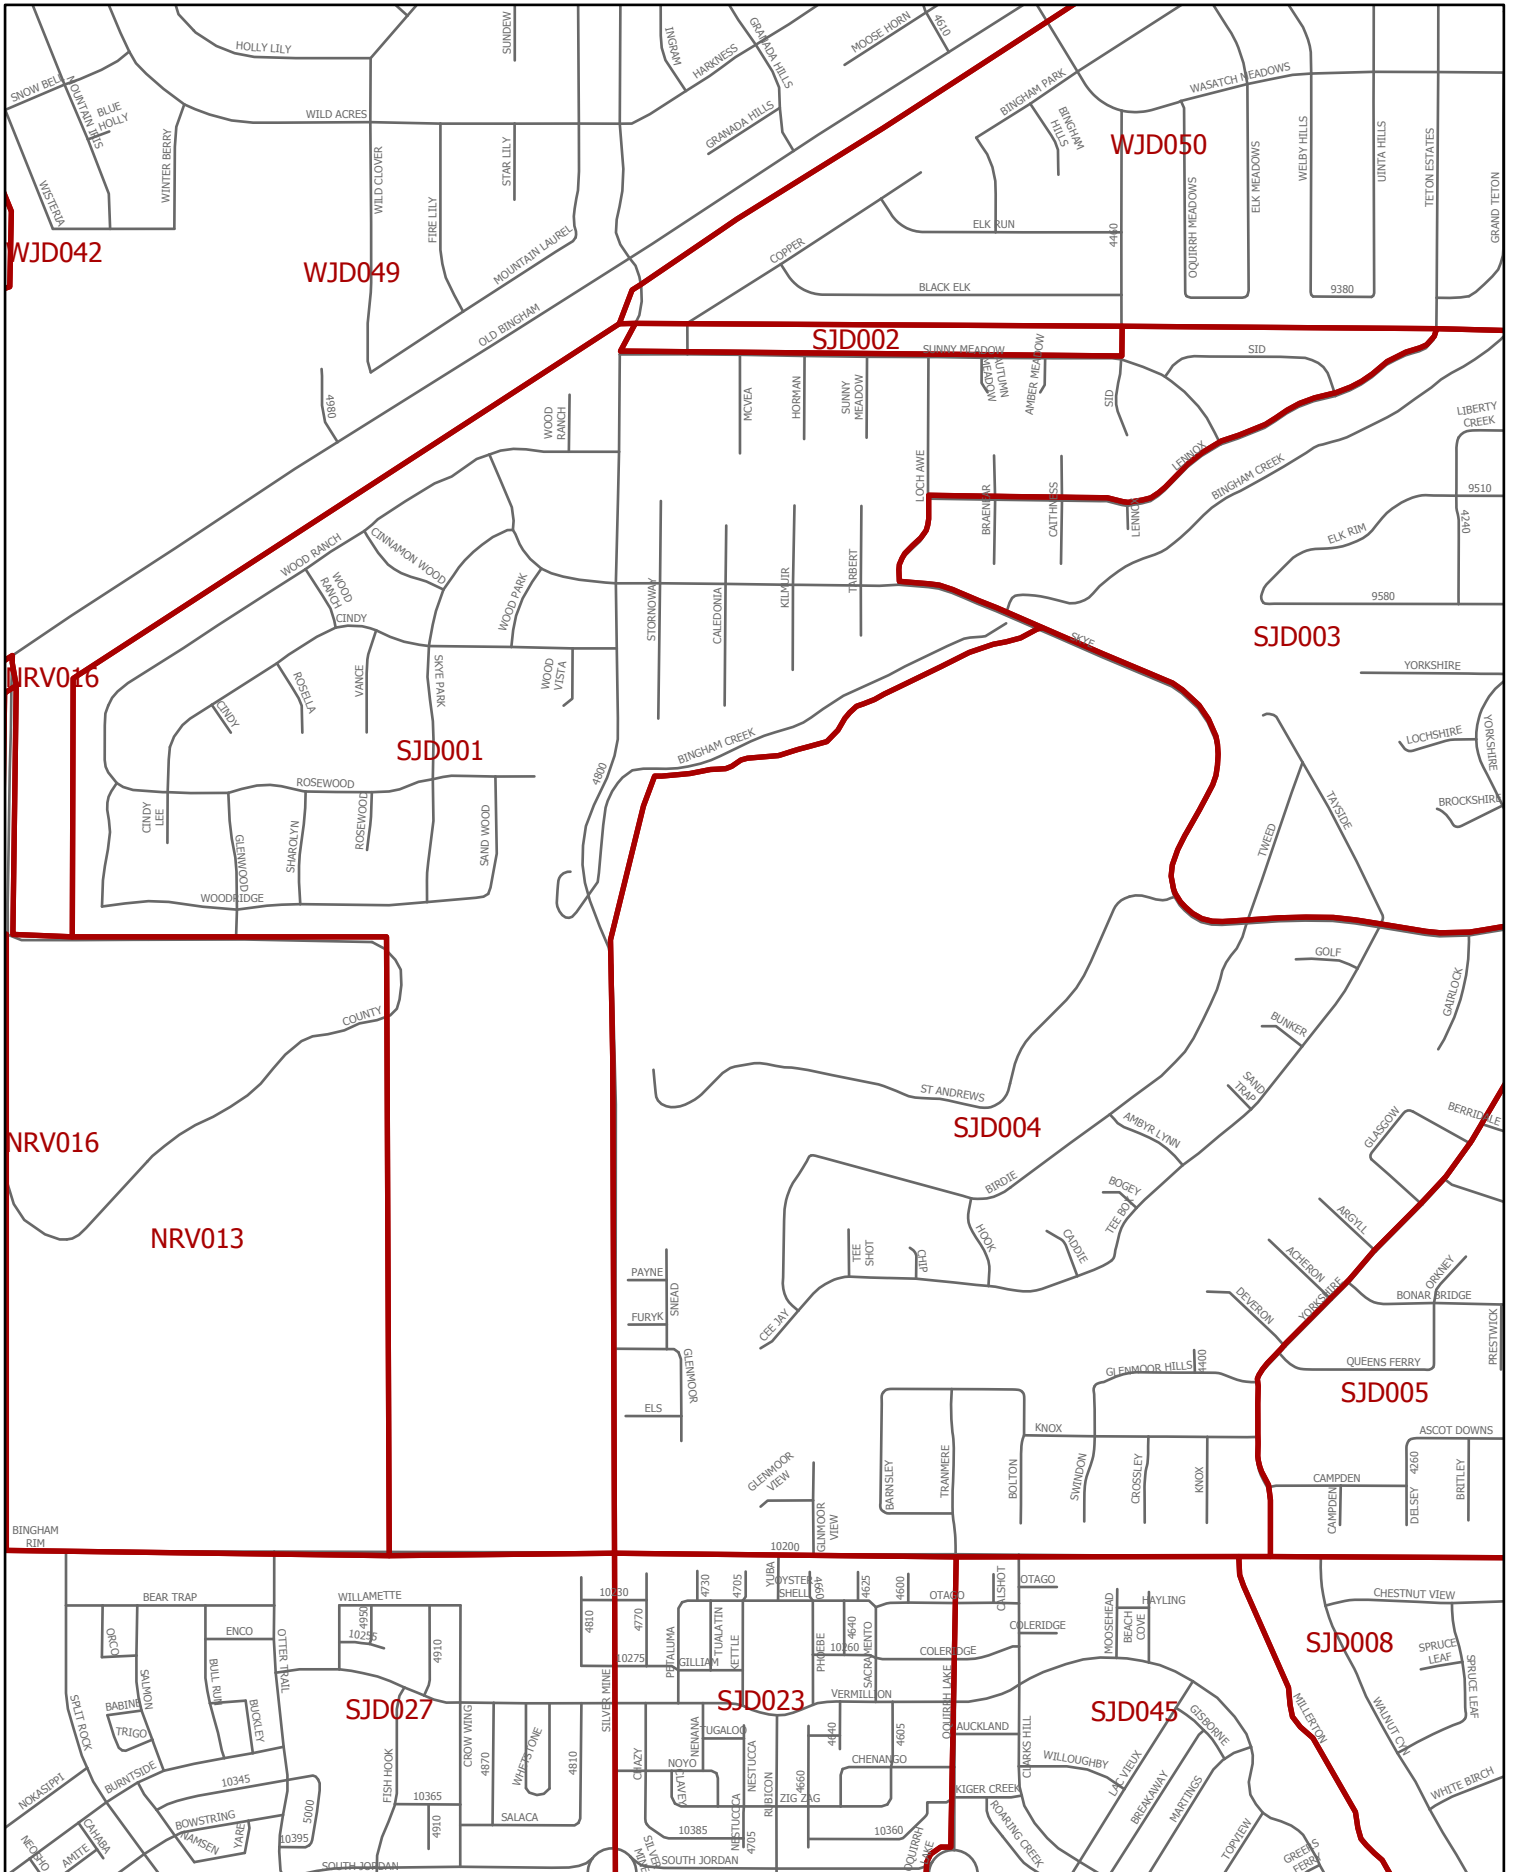 HOLLY LILY
SUNDEW
INGRAM
HARKNESS
GRANADA HILLS
MOOSE HORN
4610
SNOW BELL
MOUNTAIN IRIS
BLUE
HOLLY
WILD ACRES
WINTER BERRY
WISTERIA
WILD CLOVER
FIRE LILY
STAR LILY
GRANADA HILLS
BINGHAM PARK
BINGHAM
HILLS
WASATCH MEADOWS
WJD050
OQUIRRH MEADOWS
ELK MEADOWS
WELBY HILLS
UINTA HILLS
TETON ESTATES
GRAND TETON
WJD042
WJD049
MOUNTAIN LAUREL
OLD BINGHAM
COPPER
ELK RUN
4460
BLACK ELK
9380
SJD002
SUNNY MEADOW
AUTUMN
MEADOW
AMBER MEADOW
SID
SID
4980
WOOD
RANCH
MCVEA
HORMAN
SUNNY
MEADOW
LOCH AWE
LENNOX
BINGHAM CREEK
LIBERTY
CREEK
9510
4240
ELK RIM
BRAEMAR
CAITHNESS
LENNOX
WOOD RANCH
CINNAMON WOOD
WOOD
RANCH
CINDY
WOOD PARK
STORNOWAY
CALEDONIA
KILMUIR
TARBERT
9580
SKYE
SJD003
YORKSHIRE
NRV016
CINDY
ROSELLA
VANCE
SKYE PARK
WOOD
VISTA
SJD001
BINGHAM CREEK
4800
LOCHSHIRE
YORKSHIRE
BROCKSHIRE
TAYSIDE
TWEED
ROSEWOOD
CINDY
LEE
GLENWOOD
SHAROLYN
ROSEWOOD
SAND WOOD
WOODRIDGE
GOLF
GAIRLOCK
COUNTY
BUNKER
SAND
TRAP
ST ANDREWS
SJD004
AMBYR LYNN
GLASGOW
BERRIDALE
NRV016
BIRDIE
BOGEY
TEE BOX
NRV013
HOOK
CADDIE
TEE
SHOT
CHIP
ARGYLL
ACHERON
YORKSHIRE
ORKNEY
PAYNE
SNEAD
FURYK
CEE JAY
DEVERON
BONAR BRIDGE
PRESTWICK
GLENMOOR
GLENMOOR HILLS
4400
QUEENS FERRY
SJD005
ELS
KNOX
ASCOT DOWNS
GLENMOOR
VIEW
BARNSLEY
TRANMERE
BOLTON
SWINDON
CROSSLEY
KNOX
CAMPDEN
CAMPDEN
4260
DELSEY
BRITLEY
GLNMOOR
VIEW
BINGHAM
RIM
10200
BEAR TRAP
WILLAMETTE
10230
4730
4705
YUBA
OYSTER
SHELL
4660
4625
4600
OTAGO
CALSHOT
OTAGO
MOOSEHEAD
BEACH
COVE
HAYLING
CHESTNUT VIEW
ORCO
ENCO
4950
10255
4910
4810
4770
PETALUMA
TUALATIN
KETTLE
PHOEBE
4640
10260
SACRAMENTO
COLERIDGE
COLERIDGE
SJD008
SPRUCE
LEAF
SPRUCE LEAF
SALMON
BULL RUN
OTTER TRAIL
10275
GILLIAM
SPLIT ROCK
BABINE
TRIGO
BUCKLEY
SJD027
SILVER MINE
SJD023
VERMILLION
OQUIRRH LAKE
SJD045
GISBORNE
MILLERTON
WALNUT CYN
CROW WING
4870
WHETSTONE
4810
CHAZY
NENANA
TUGALOO
NESTUCCA
4640
4605
AUCKLAND
CLARKS HILL
WILLOUGHBY
NOKASIPPI
BURNTSIDE
10345
FISH HOOK
NOYO
CLAVEY
RUBICON
4660
CHENANGO
LAC VIEUX
BREAKAWAY
MARTINGS
WHITE BIRCH
10365
4910
SALACA
ZIG ZAG
KIGER CREEK
NEOSHO
AMITE
CAHABA
BOWSTRING
NAMSEN
YARE
5000
10395
10385
NESTUCCA
4705
10360
ROARING CREEK
TOPVIEW
GREENS
FERRY
SOUTH JORDAN
SILVER
MINE
SOUTH JORDAN
OQUIRRH
LAKE